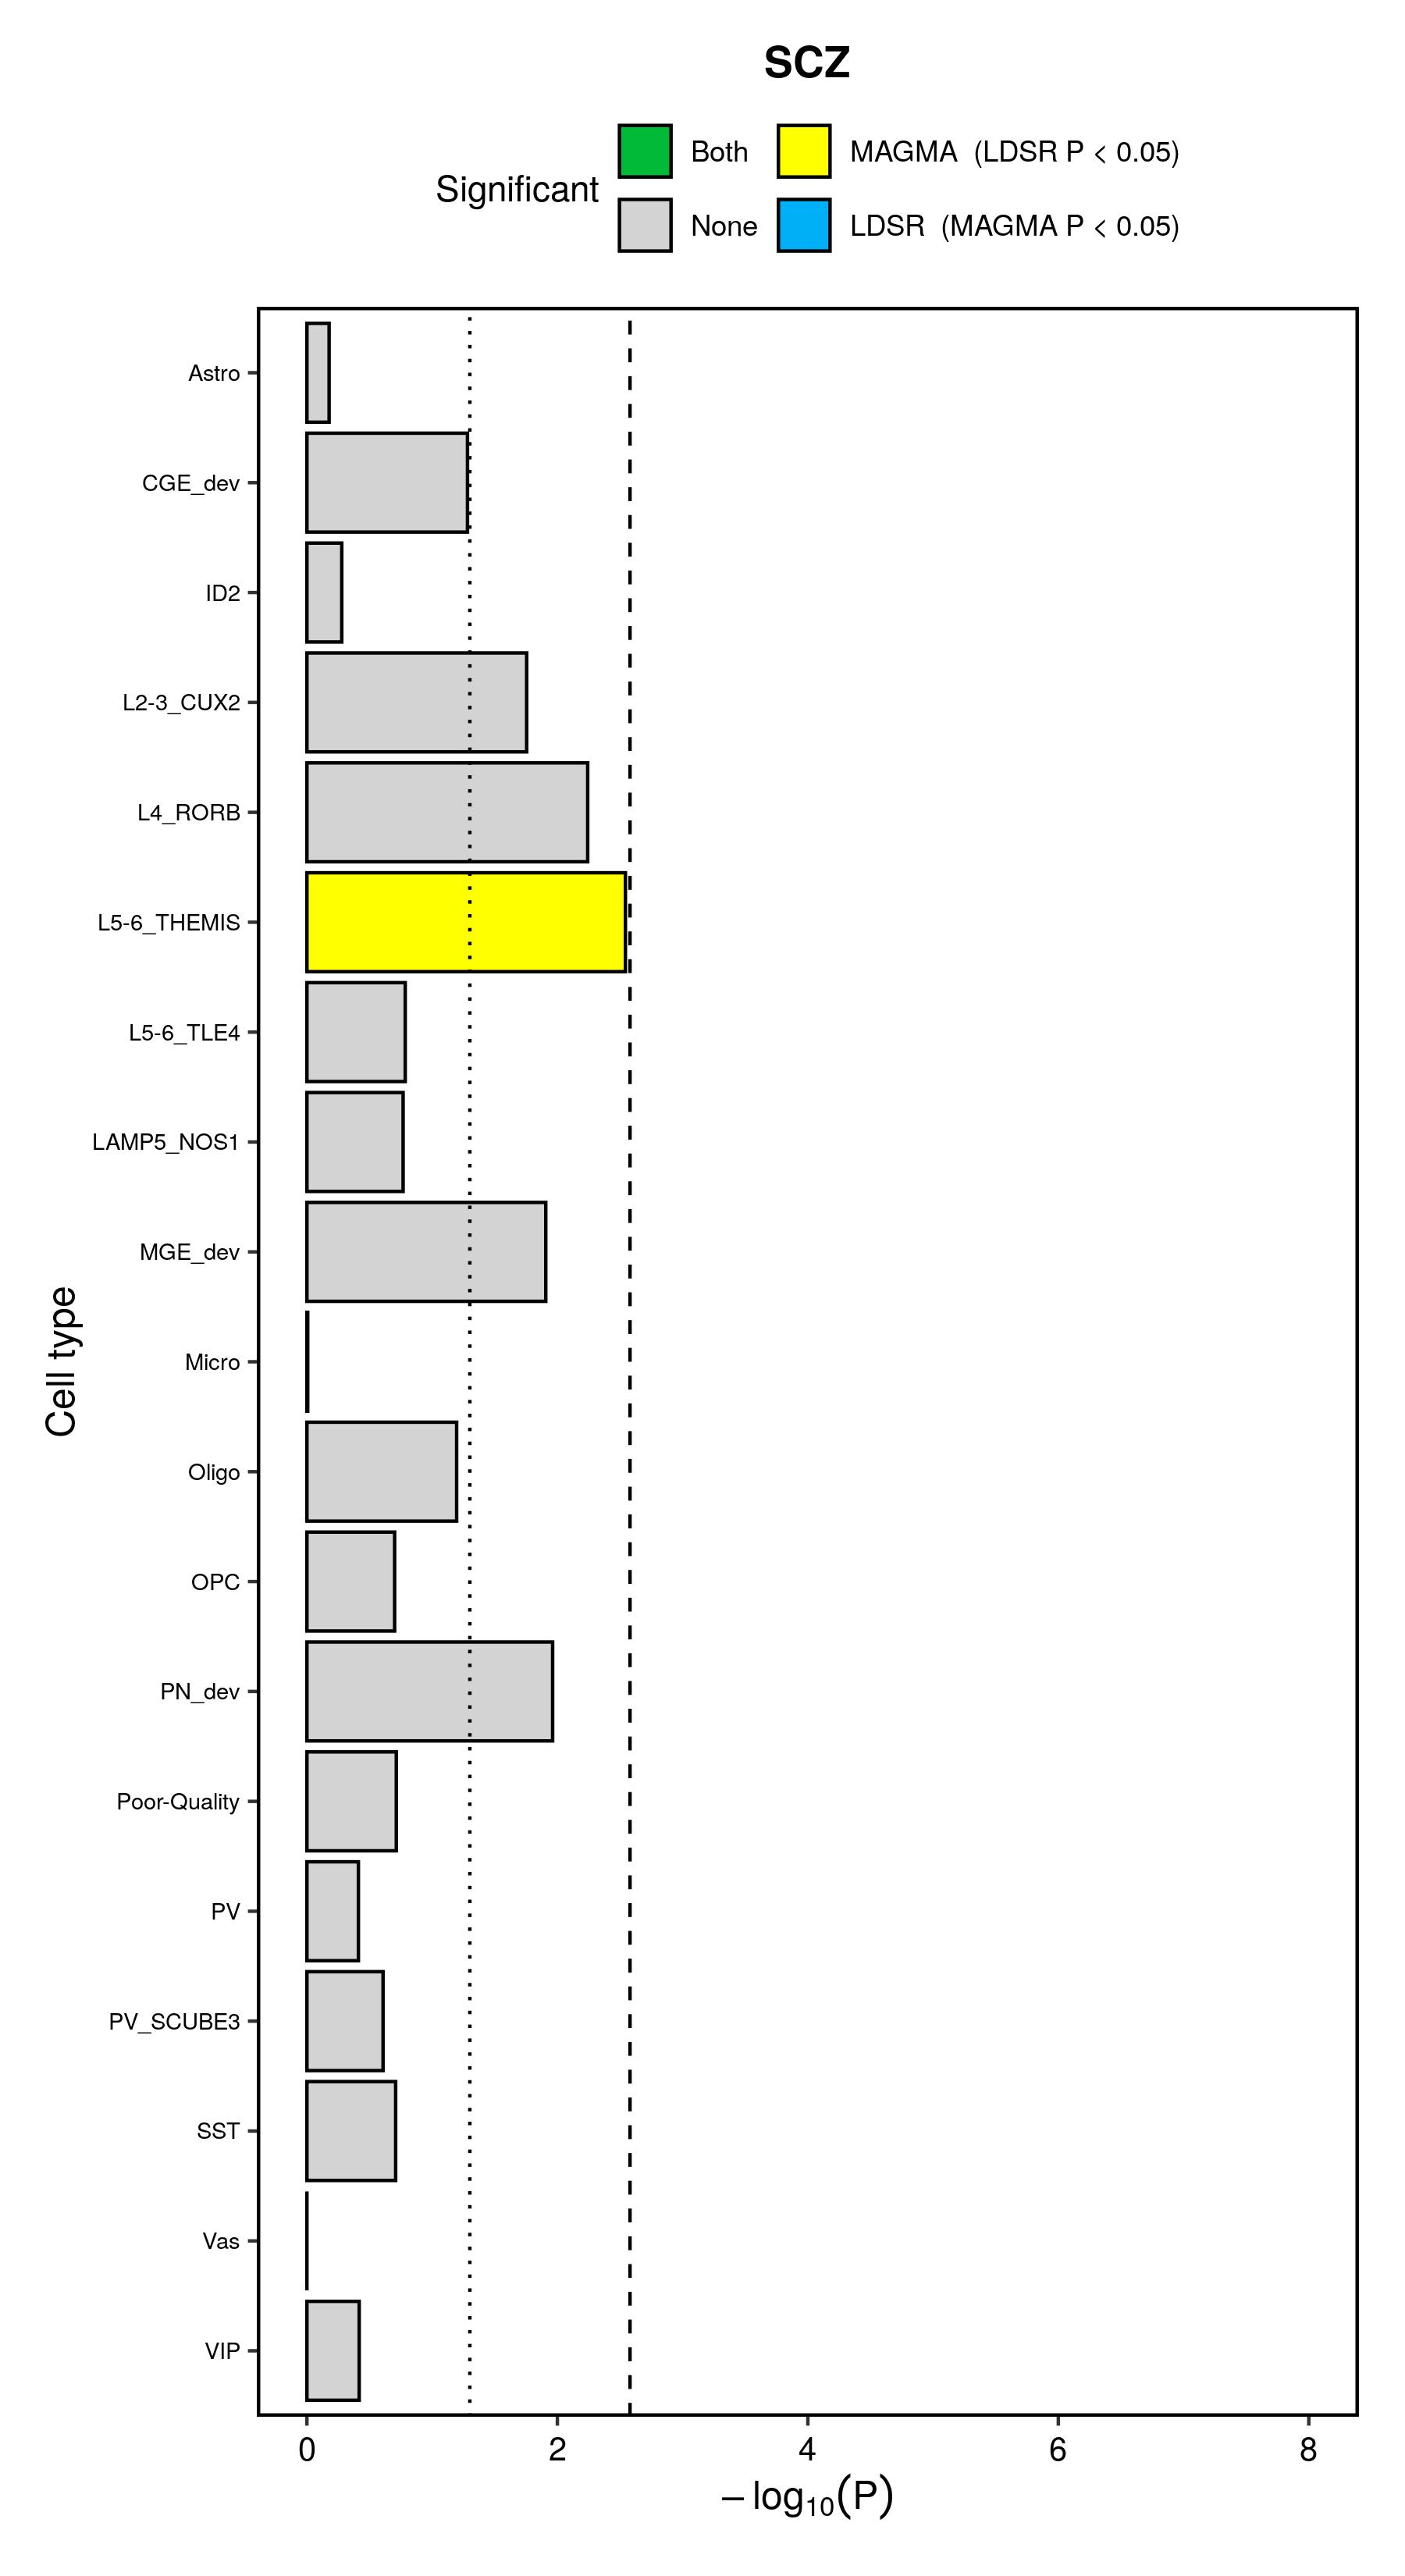 SCZ
Significant
Both
MAGMA (LDSR P < 0.05)
None
LDSR (MAGMA P < 0.05)
Cell type
Astro
CGE_dev
ID2
L2-3_CUX2
L4_RORB
L5-6_THEMIS
L5-6_TLE4
LAMP5_NOS1
MGE_dev
Micro
Oligo
OPC
PN_dev
Poor-Quality
PV
PV_SCUBE3
SST
Vas
VIP
0 2 4 6 8
− log₁₀(P)